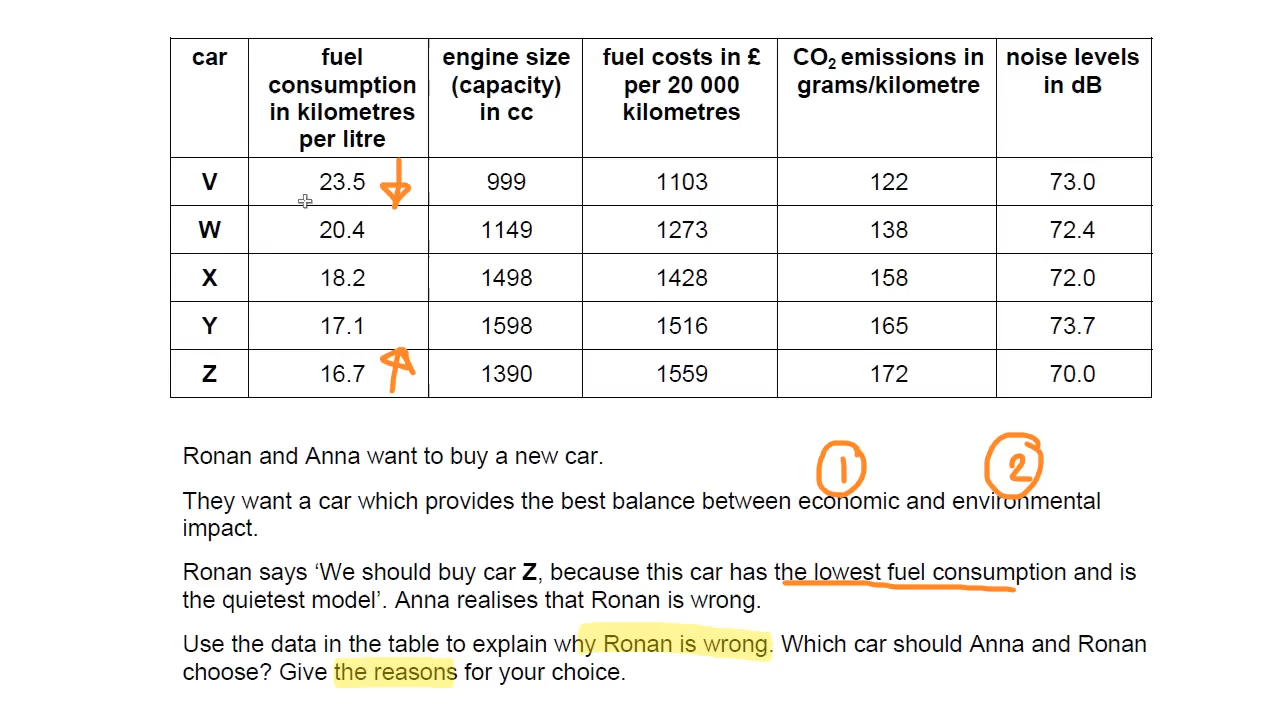 car fuel consumption in kilometres per litre engine size (capacity) in cc fuel costs in £ per 20 000 kilometres CO₂ emissions in grams/kilometre noise levels in dB
V 23.5 999 1103 122 73.0
W 20.4 1149 1273 138 72.4
X 18.2 1498 1428 158 72.0
Y 17.1 1598 1516 165 73.7
Z 16.7 1390 1559 172 70.0
Ronan and Anna want to buy a new car.
1 2
They want a car which provides the best balance between economic and environmental
impact.
Ronan says ‘We should buy car Z, because this car has the lowest fuel consumption and is
the quietest model’. Anna realises that Ronan is wrong.
Use the data in the table to explain why Ronan is wrong. Which car should Anna and Ronan
choose? Give the reasons for your choice.